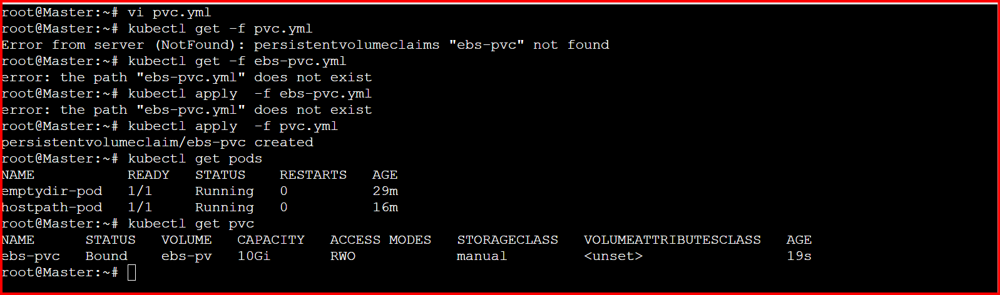 root@Master:~# vi pvc.yml
root@Master:~# kubectl get -f pvc.yml
Error from server (NotFound): persistentvolumeclaims "ebs-pvc" not found
root@Master:~# kubectl get -f ebs-pvc.yml
error: the path "ebs-pvc.yml" does not exist
root@Master:~# kubectl apply  -f ebs-pvc.yml
error: the path "ebs-pvc.yml" does not exist
root@Master:~# kubectl apply  -f pvc.yml
persistentvolumeclaim/ebs-pvc created
root@Master:~# kubectl get pods
NAME           READY   STATUS    RESTARTS   AGE
emptydir-pod   1/1     Running   0          29m
hostpath-pod   1/1     Running   0          16m
root@Master:~# kubectl get pvc
NAME      STATUS   VOLUME   CAPACITY   ACCESS MODES   STORAGECLASS   VOLUMEATTRIBUTESCLASS   AGE
ebs-pvc   Bound    ebs-pv   10Gi       RWO            manual         <unset>                 19s
root@Master:~#